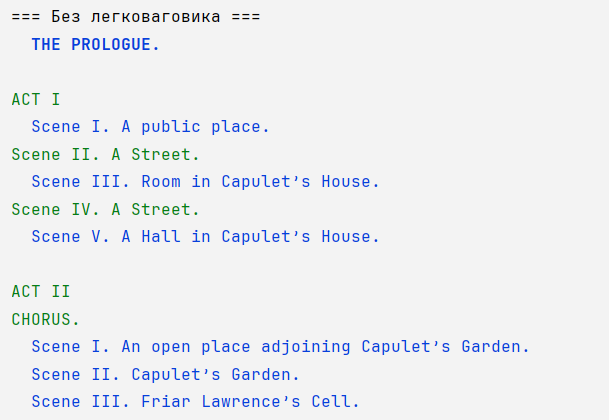 === Без легковаговика ===
THE PROLOGUE.
ACT I
Scene I. A public place.
Scene II. A Street.
Scene III. Room in Capulet’s House.
Scene IV. A Street.
Scene V. A Hall in Capulet’s House.
ACT II
CHORUS.
Scene I. An open place adjoining Capulet’s Garden.
Scene II. Capulet’s Garden.
Scene III. Friar Lawrence’s Cell.